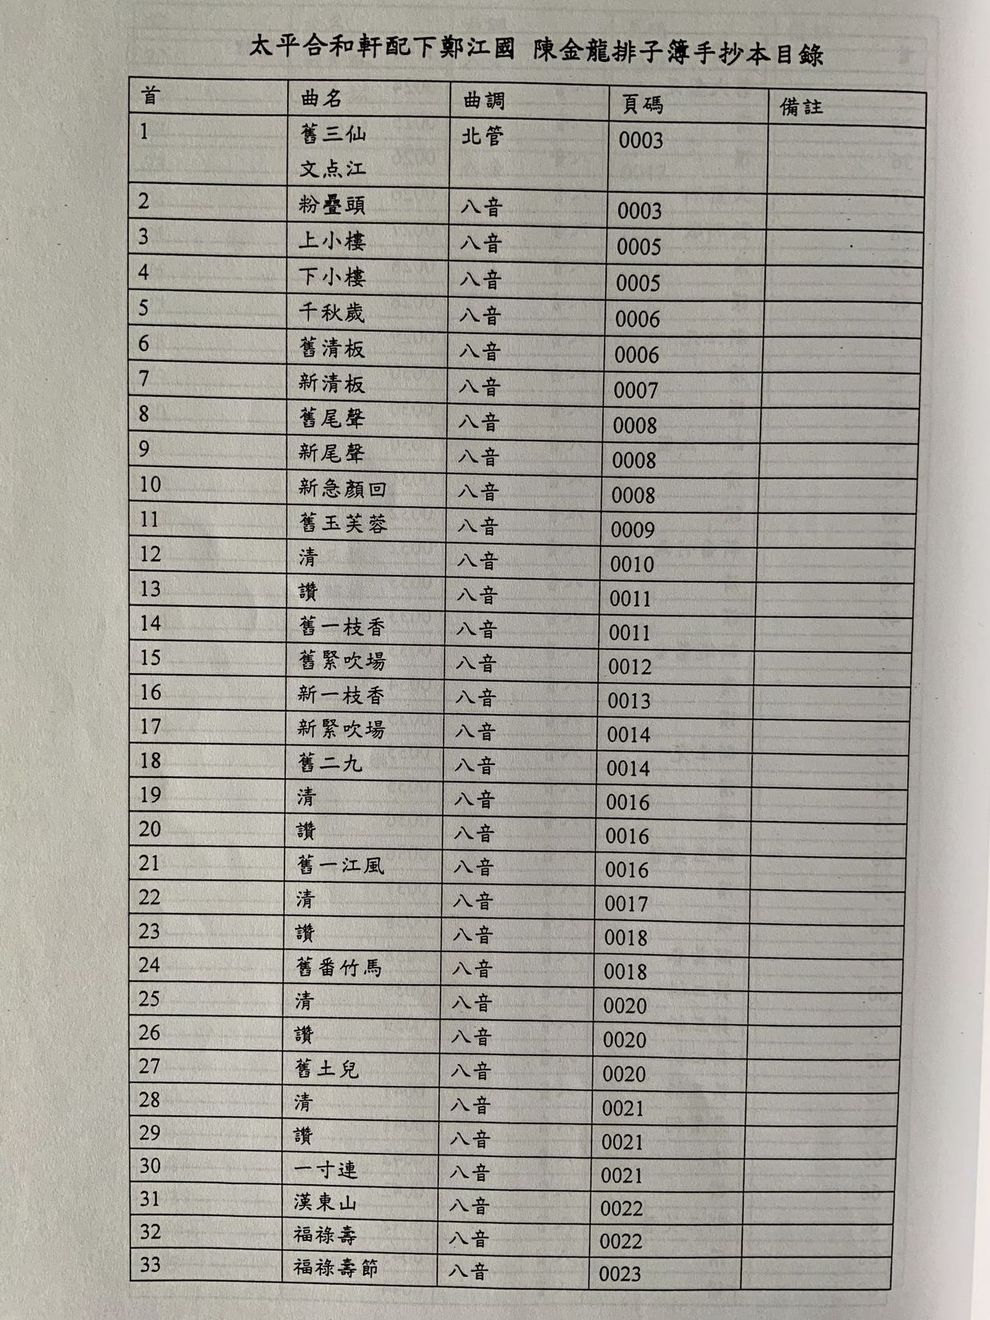 太平合和軒配下鄭江國 陳金龍排子簿手抄本目錄
首 曲名 曲調 頁碼 備註
1 舊三仙 北管 0003
文点江
2 粉疊頭 八音 0003
3 上小樓 八音 0005
4 下小樓 八音 0005
5 千秋歲 八音 0006
6 舊清板 八音 0006
7 新清板 八音 0007
8 舊尾聲 八音 0008
9 新尾聲 八音 0008
10 新急顏回 八音 0008
11 舊玉芙蓉 八音 0009
12 清 八音 0010
13 讚 八音 0011
14 舊一枝香 八音 0011
15 舊緊吹場 八音 0012
16 新一枝香 八音 0013
17 新緊吹場 八音 0014
18 舊二九 八音 0014
19 清 八音 0016
20 讚 八音 0016
21 舊一江風 八音 0016
22 清 八音 0017
23 讚 八音 0018
24 舊番竹馬 八音 0018
25 清 八音 0020
26 讚 八音 0020
27 舊土兒 八音 0020
28 清 八音 0021
29 讚 八音 0021
30 一寸連 八音 0021
31 漢東山 八音 0022
32 福祿壽 八音 0022
33 福祿壽節 八音 0023